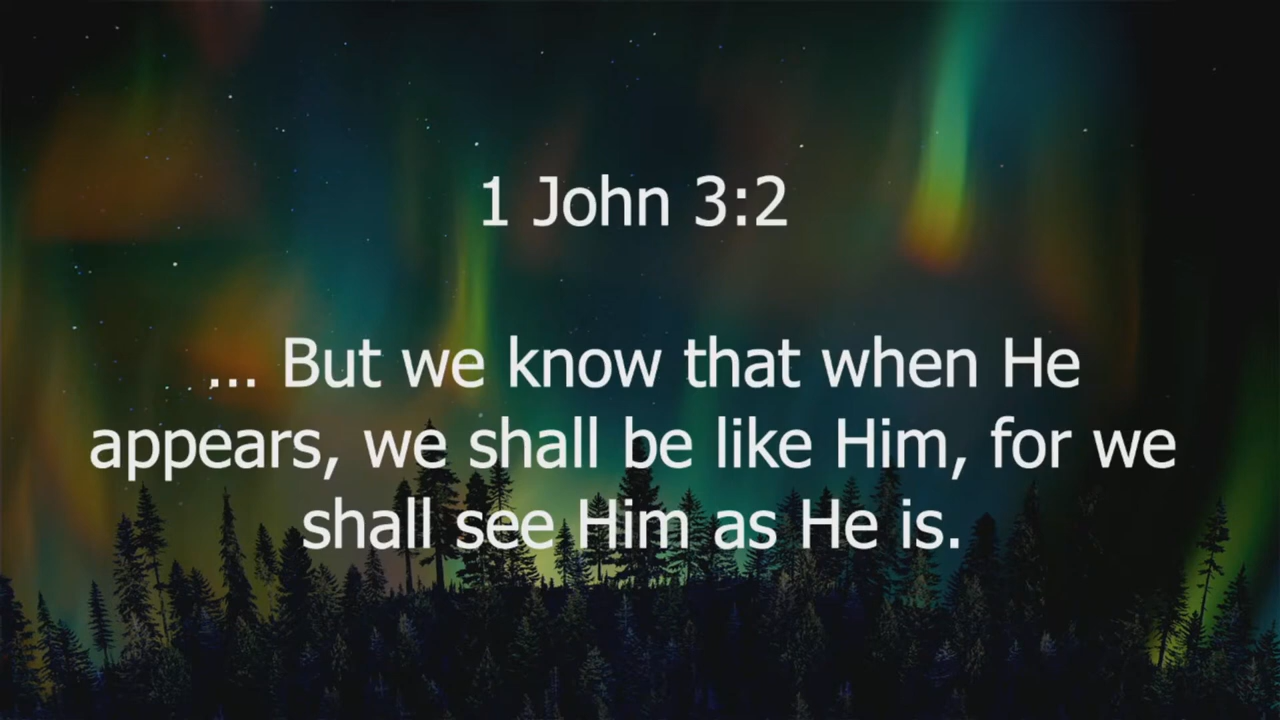 1 John 3:2
... But we know that when He
appears, we shall be like Him, for we
shall see Him as He is.